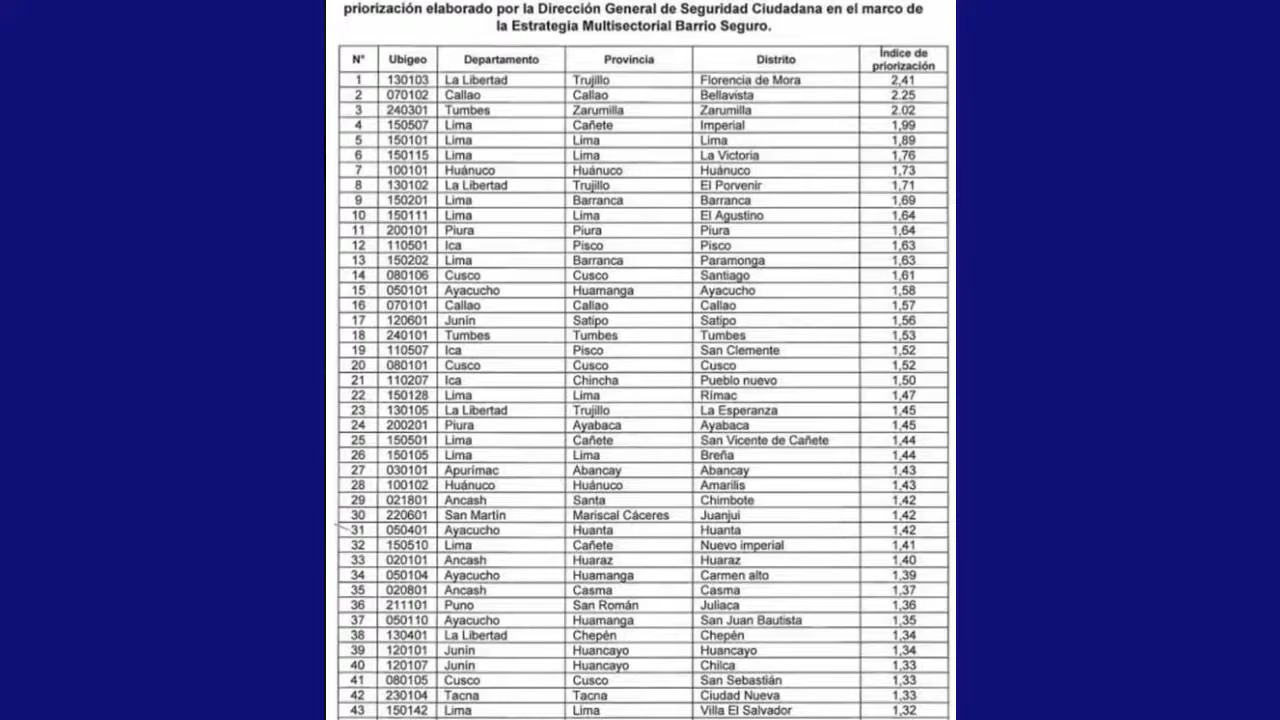 priorización elaborado por la Dirección General de Seguridad Ciudadana en el marco de
la Estrategia Multisectorial Barrio Seguro.
N° Ubigeo Departamento Provincia Distrito Índice de priorización
1 130103 La Libertad Trujillo Florencia de Mora 2,41
2 070102 Callao Callao Bellavista 2.25
3 240301 Tumbes Zarumilla Zarumilla 2.02
4 150507 Lima Cañete Imperial 1,99
5 150101 Lima Lima Lima 1,89
6 150115 Lima Lima La Victoria 1,76
7 100101 Huánuco Huánuco Huánuco 1,73
8 130102 La Libertad Trujillo El Porvenir 1,71
9 150201 Lima Barranca Barranca 1,69
10 150111 Lima Lima El Agustino 1,64
11 200101 Piura Piura Piura 1,64
12 110501 Ica Pisco Pisco 1,63
13 150202 Lima Barranca Paramonga 1,63
14 080106 Cusco Cusco Santiago 1,61
15 050101 Ayacucho Huamanga Ayacucho 1,58
16 070101 Callao Callao Callao 1,57
17 120601 Junín Satipo Satipo 1,56
18 240101 Tumbes Tumbes Tumbes 1,53
19 110507 Ica Pisco San Clemente 1,52
20 080101 Cusco Cusco Cusco 1,52
21 110207 Ica Chincha Pueblo nuevo 1,50
22 150128 Lima Lima Rímac 1,47
23 130105 La Libertad Trujillo La Esperanza 1,45
24 200201 Piura Ayabaca Ayabaca 1,45
25 150501 Lima Cañete San Vicente de Cañete 1,44
26 150105 Lima Lima Breña 1,44
27 030101 Apurímac Abancay Abancay 1,43
28 100102 Huánuco Huánuco Amarilis 1,43
29 021801 Ancash Santa Chimbote 1,42
30 220601 San Martín Mariscal Cáceres Juanjui 1,42
31 050401 Ayacucho Huanta Huanta 1,42
32 150510 Lima Cañete Nuevo imperial 1,41
33 020101 Ancash Huaraz Huaraz 1,40
34 050104 Ayacucho Huamanga Carmen alto 1,39
35 020801 Ancash Casma Casma 1,37
36 211101 Puno San Román Juliaca 1,36
37 050110 Ayacucho Huamanga San Juan Bautista 1,35
38 130401 La Libertad Chepén Chepén 1,34
39 120101 Junín Huancayo Huancayo 1,34
40 120107 Junín Huancayo Chilca 1,33
41 080105 Cusco Cusco San Sebastián 1,33
42 230104 Tacna Tacna Ciudad Nueva 1,33
43 150142 Lima Lima Villa El Salvador 1,32